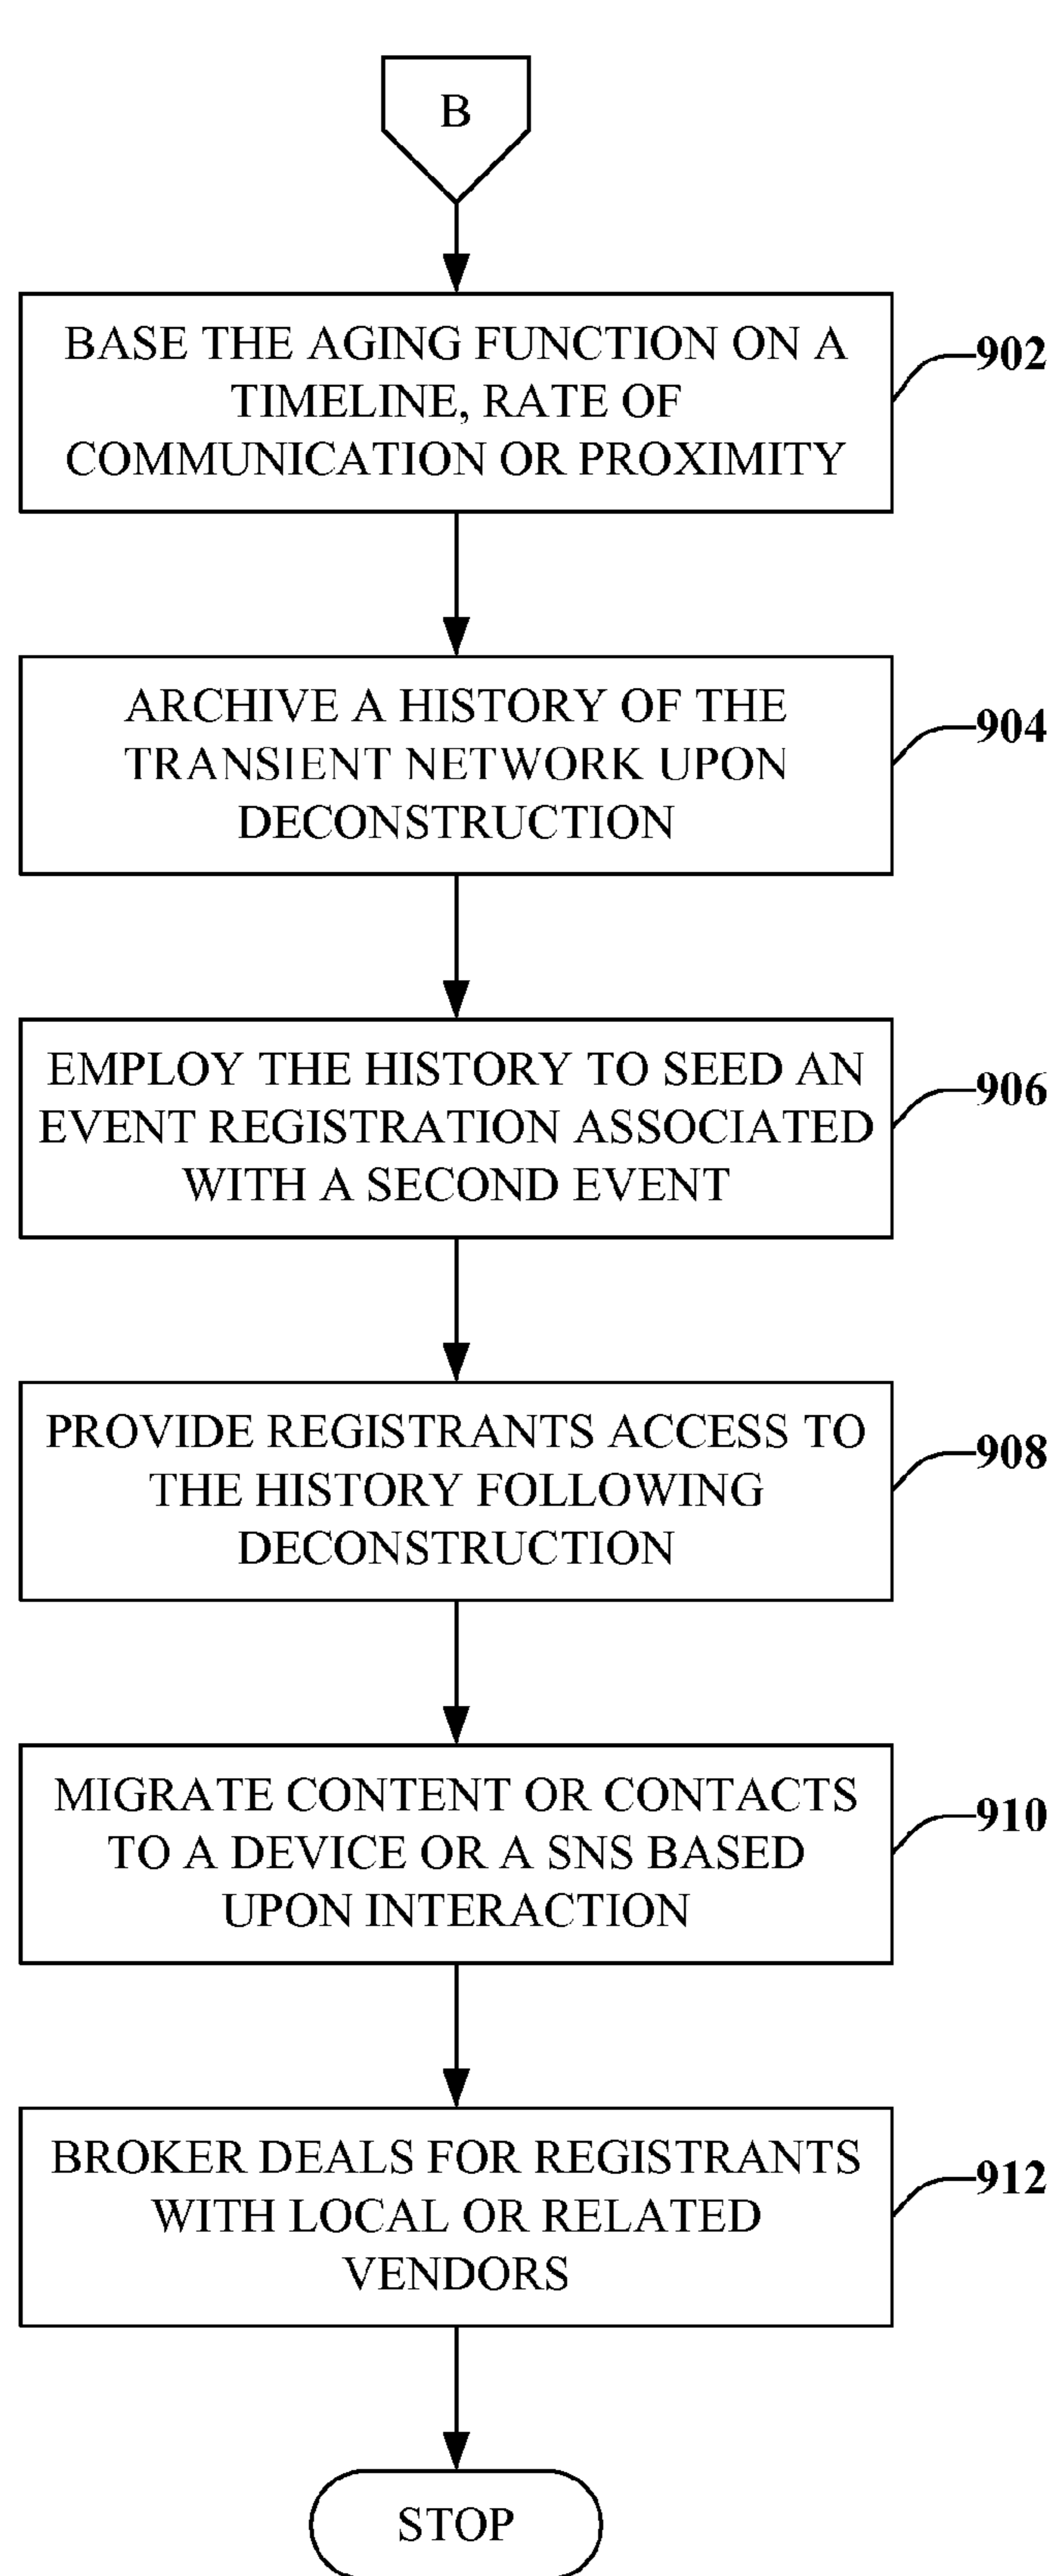 B
BASE THE AGING FUNCTION ON A
TIMELINE, RATE OF
COMMUNICATION OR PROXIMITY
902
ARCHIVE A HISTORY OF THE
TRANSIENT NETWORK UPON
DECONSTRUCTION
904
EMPLOY THE HISTORY TO SEED AN
EVENT REGISTRATION ASSOCIATED
WITH A SECOND EVENT
906
PROVIDE REGISTRANTS ACCESS TO
THE HISTORY FOLLOWING
DECONSTRUCTION
908
MIGRATE CONTENT OR CONTACTS
TO A DEVICE OR A SNS BASED
UPON INTERACTION
910
BROKER DEALS FOR REGISTRANTS
WITH LOCAL OR RELATED
VENDORS
912
STOP